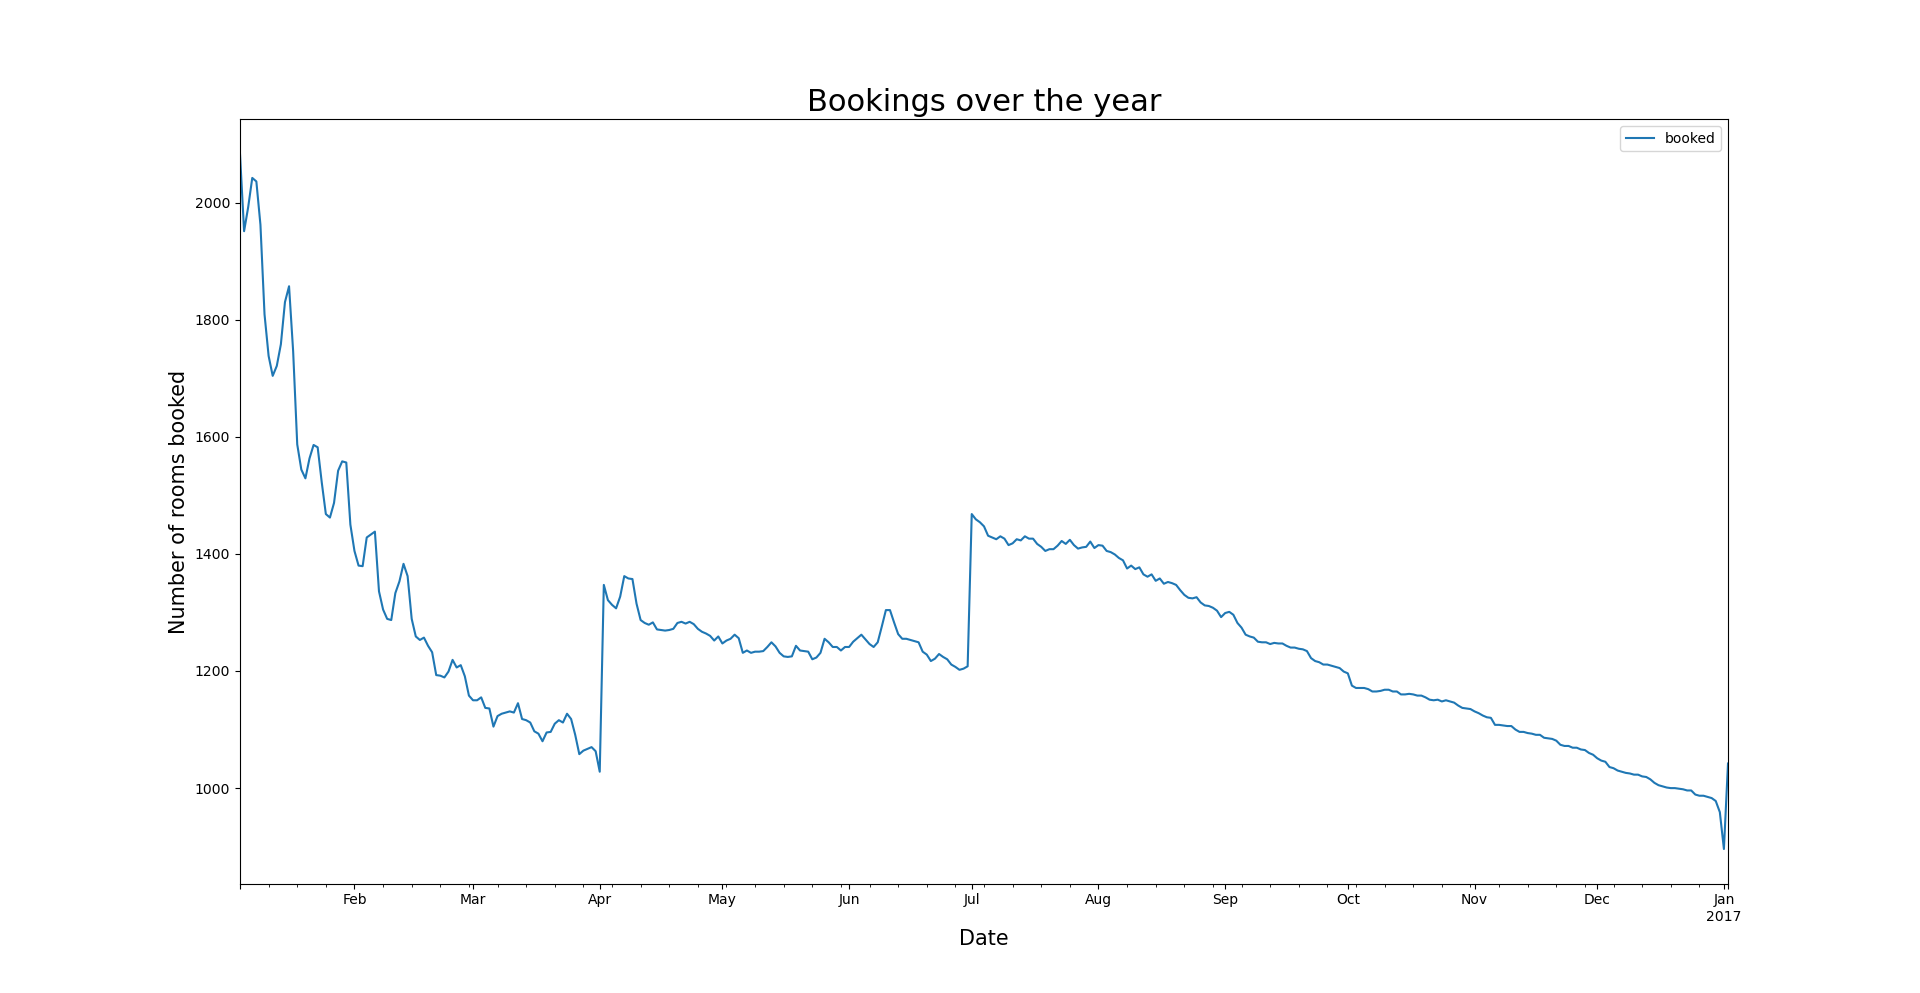 Bookings over the year
booked
Number of rooms booked
2000
1800
1600
1400
1200
1000
Feb Mar Apr May Jun Jul Aug Sep Oct Nov Dec Jan
2017
Date